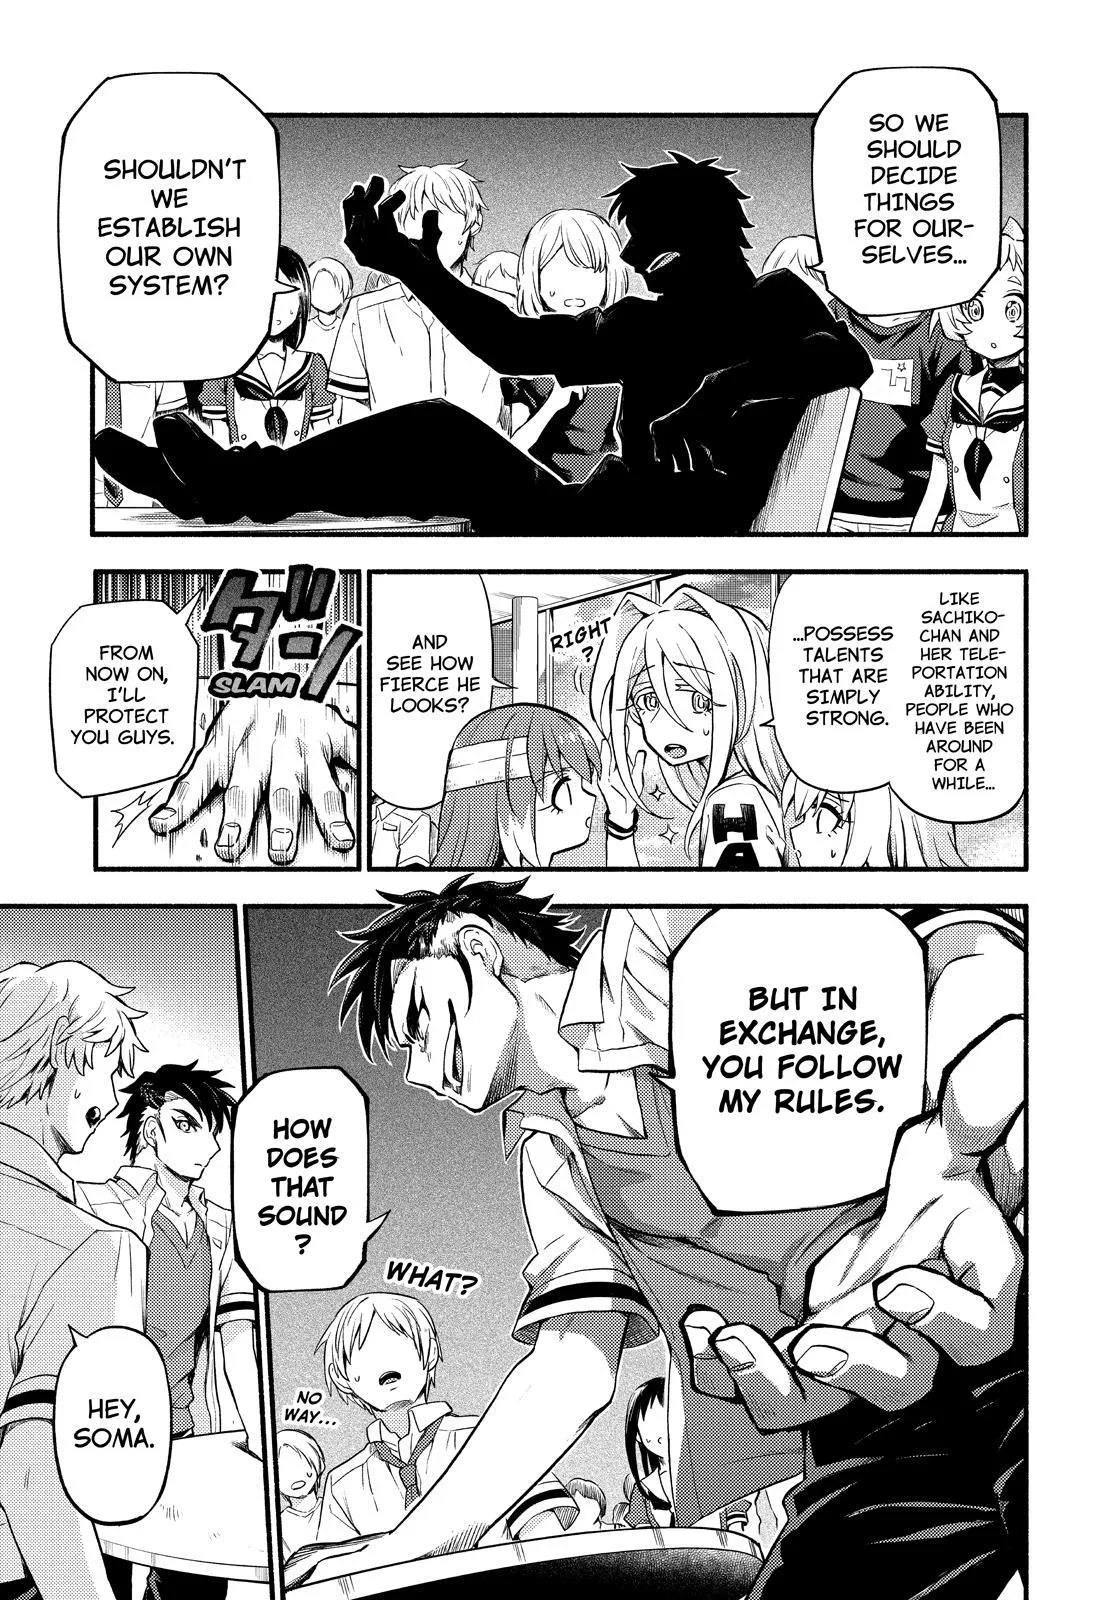 SO WE
SHOULD
DECIDE
THINGS
FOR OUR-
SELVES...
SHOULDN'T
WE
ESTABLISH
OUR OWN
SYSTEM?
LIKE
SACHIKO-
CHAN AND
HER TELE-
PORTATION
ABILITY,
PEOPLE WHO
HAVE BEEN
AROUND
FOR A
WHILE...
...POSSESS
TALENTS
THAT ARE
SIMPLY
STRONG.
RIGHT
?
AND
SEE HOW
FIERCE HE
LOOKS?
HA
ダンッ
SLAM
FROM
NOW ON,
I'LL
PROTECT
YOU GUYS.
BUT IN
EXCHANGE,
YOU FOLLOW
MY RULES.
HOW
DOES
THAT
SOUND
?
WHAT?
NO
WAY...
HEY,
SOMA.